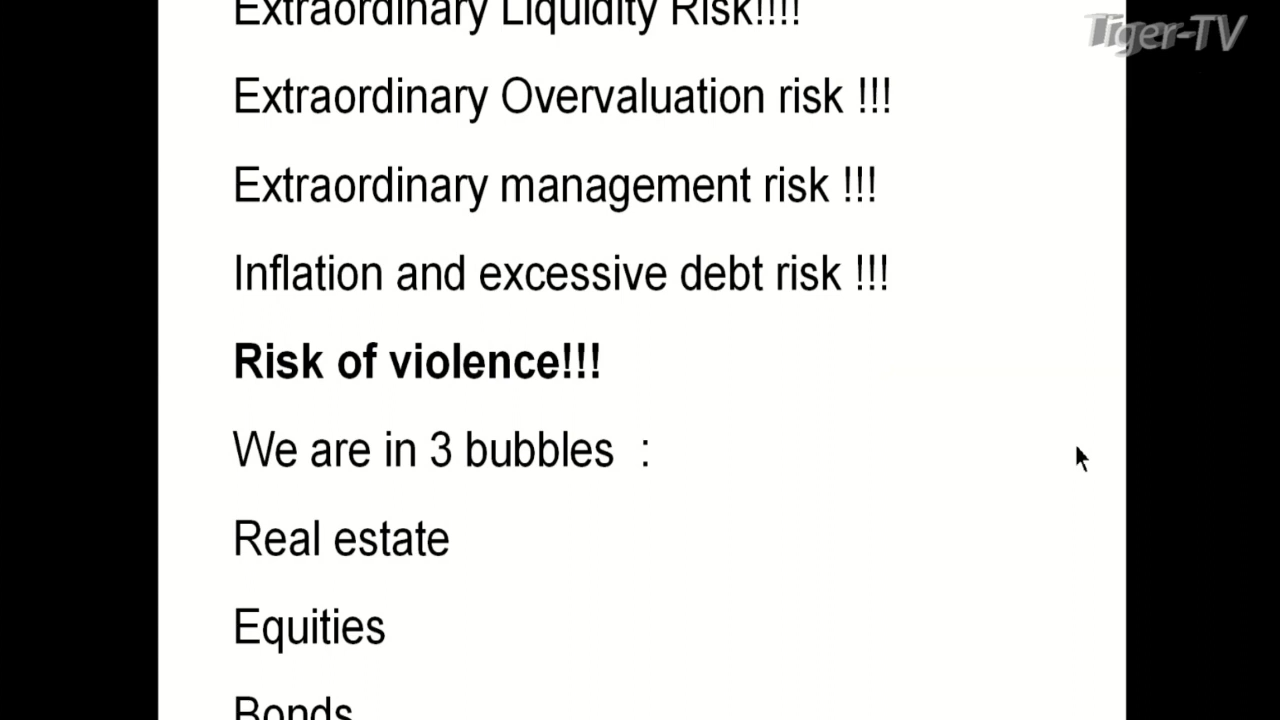 Extraordinary Liquidity Risk!!!!
Tiger-TV
Extraordinary Overvaluation risk !!!
Extraordinary management risk !!!
Inflation and excessive debt risk !!!
Risk of violence!!!
We are in 3 bubbles  :
Real estate
Equities
Bonds